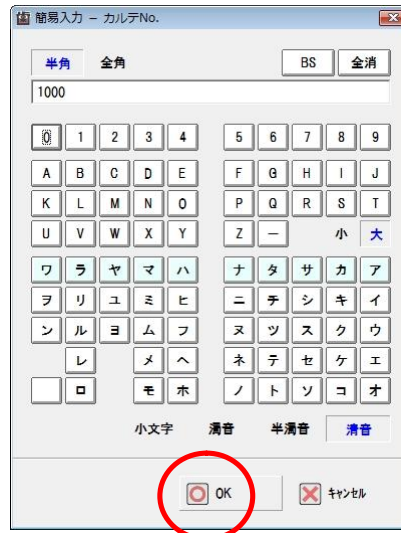 簡易入力 － カルテNo.
半角 全角 BS 全消
1000
0 1 2 3 4 5 6 7 8 9
A B C D E F G H I J
K L M N O P Q R S T
U V W X Y Z － 小 大
ワ ラ ヤ マ ハ ナ タ サ カ ア
ヲ リ ユ ミ ヒ ニ チ シ キ イ
ン ル ヨ ム フ ヌ ツ ス ク ウ
レ メ ヘ ネ テ セ ケ エ
ロ モ ホ ノ ト ソ コ オ
小文字 濁音 半濁音 清音
OK ｷｬﾝｾﾙ